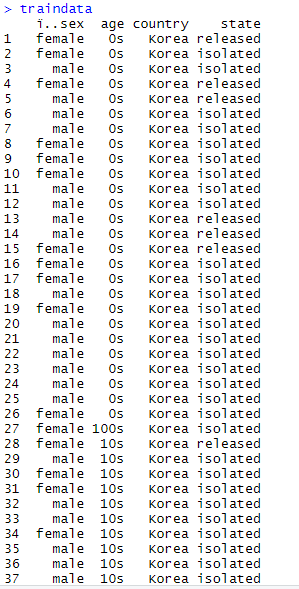 > traindata
ï..sex age country state
1 female 0s Korea released
2 female 0s Korea isolated
3 male 0s Korea isolated
4 female 0s Korea released
5 male 0s Korea released
6 male 0s Korea isolated
7 male 0s Korea isolated
8 female 0s Korea isolated
9 female 0s Korea isolated
10 female 0s Korea isolated
11 male 0s Korea isolated
12 male 0s Korea isolated
13 male 0s Korea released
14 male 0s Korea released
15 female 0s Korea released
16 female 0s Korea isolated
17 female 0s Korea isolated
18 male 0s Korea isolated
19 female 0s Korea isolated
20 male 0s Korea isolated
21 male 0s Korea isolated
22 male 0s Korea isolated
23 male 0s Korea isolated
24 male 0s Korea isolated
25 male 0s Korea isolated
26 female 0s Korea isolated
27 female 100s Korea isolated
28 female 10s Korea released
29 male 10s Korea isolated
30 female 10s Korea isolated
31 female 10s Korea isolated
32 male 10s Korea isolated
33 male 10s Korea isolated
34 female 10s Korea isolated
35 male 10s Korea isolated
36 male 10s Korea isolated
37 male 10s Korea isolated